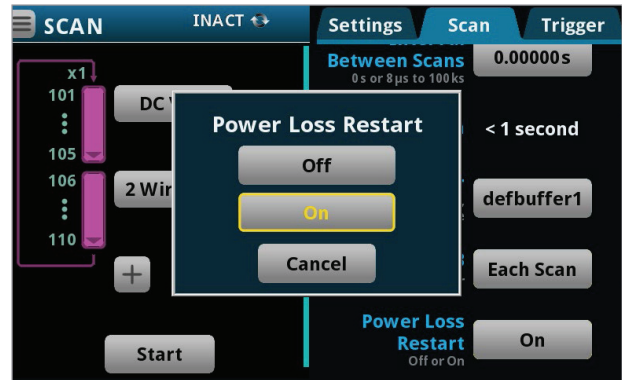 SCAN
INACT
Settings
Scan
Trigger
x1
101
105
106
110
DC
2 Wir
+
Start
Between Scans
0s or 8µs to 100ks
0.00000s
< 1 second
defbuffer1
Each Scan
Power Loss
Restart
Off or On
On
Power Loss Restart
Off
On
Cancel